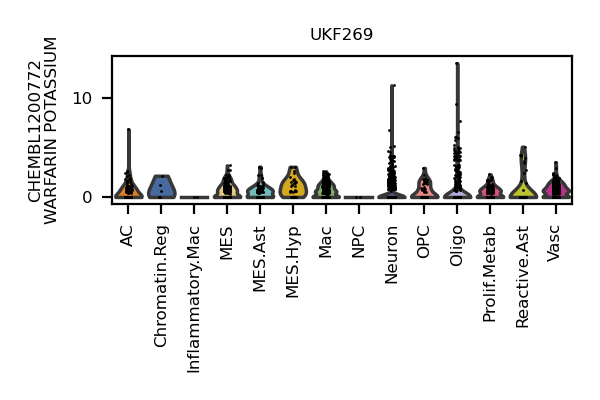 UKF269
CHEMBL1200772
WARFARIN POTASSIUM
10
0
AC
Chromatin.Reg
Inflammatory.Mac
MES
MES.Ast
MES.Hyp
Mac
NPC
Neuron
OPC
Oligo
Prolif.Metab
Reactive.Ast
Vasc